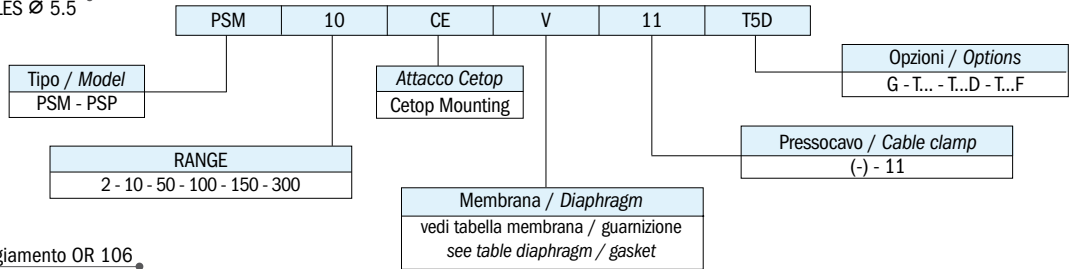 LES Ø 5.5
PSM 10 CE V 11 T5D
Opzioni / Options
G - T... - T...D - T...F
Tipo / Model
PSM - PSP
Attacco Cetop
Cetop Mounting
Pressocavo / Cable clamp
(-) - 11
RANGE
2 - 10 - 50 - 100 - 150 - 300
Membrana / Diaphragm
vedi tabella membrana / guarnizione
see table diaphragm / gasket
giamento OR 106